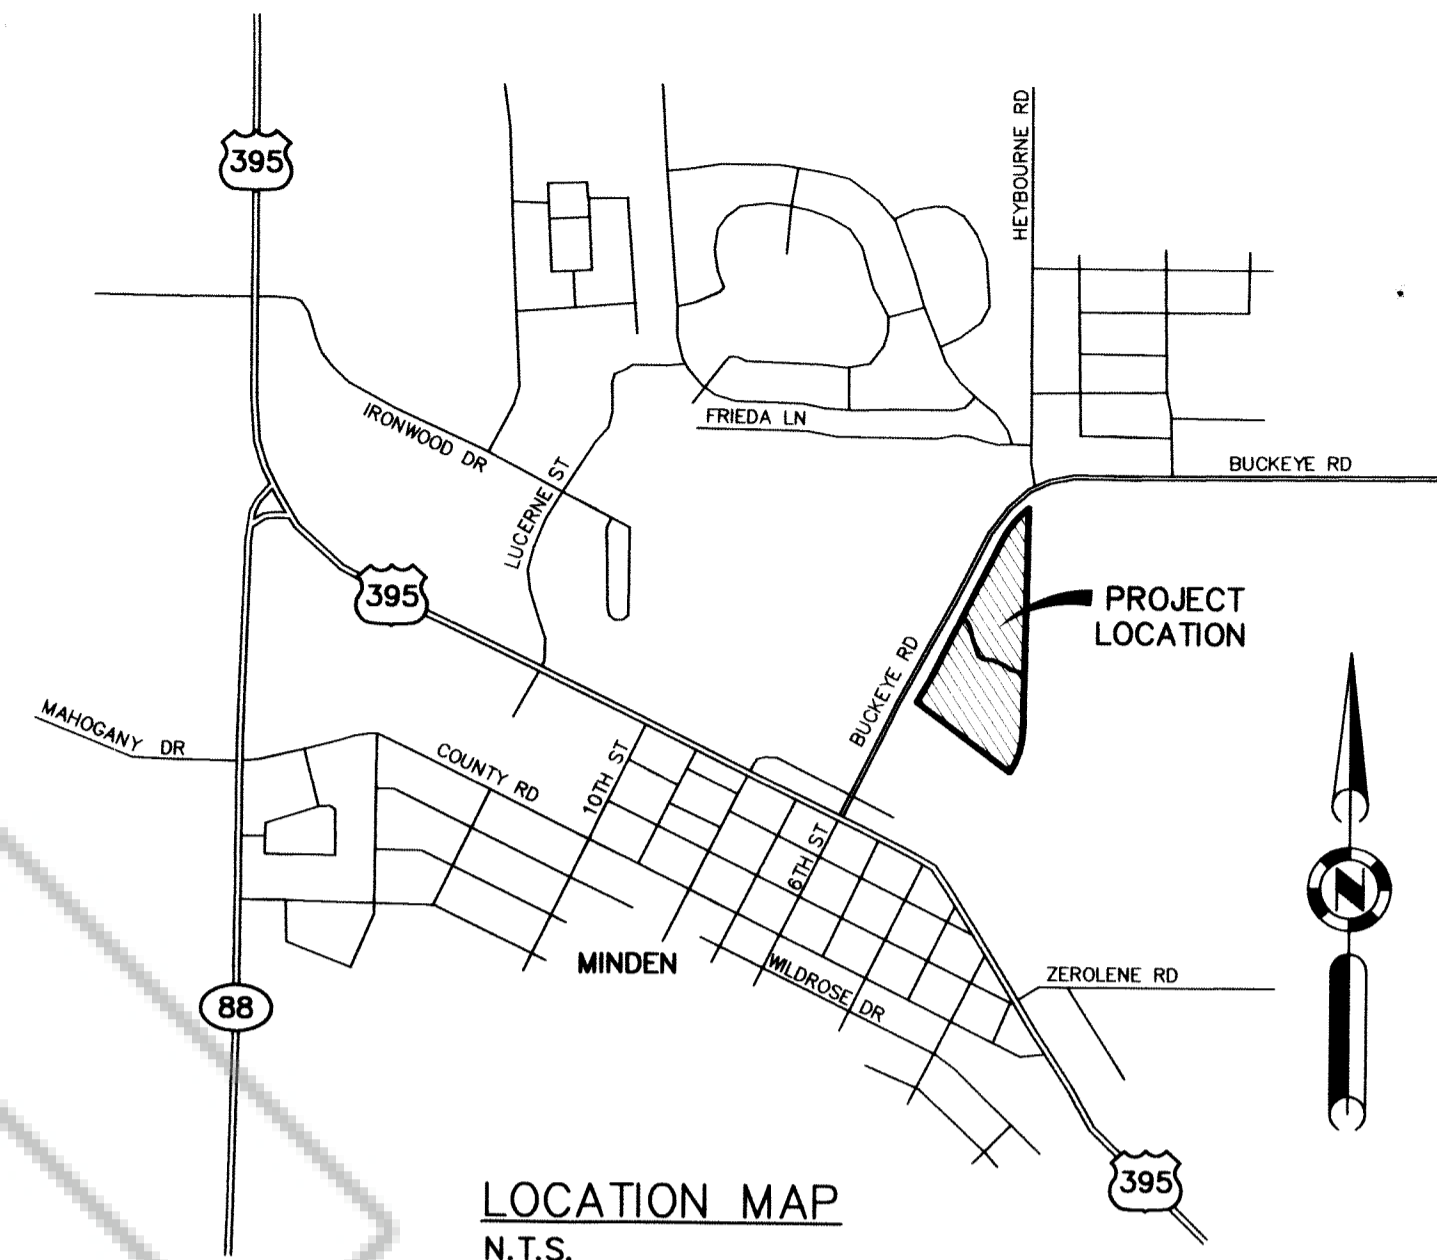 395
HEYBOURNE RD
IRONWOOD DR
FRIEDA LN
LUCERNE ST
BUCKEYE RD
395
PROJECT
LOCATION
BUCKEYE RD
MAHOGANY DR
COUNTY RD
10TH ST
6TH ST
N
MINDEN
WILDROSE DR
ZEROLENE RD
88
395
LOCATION MAP
N.T.S.